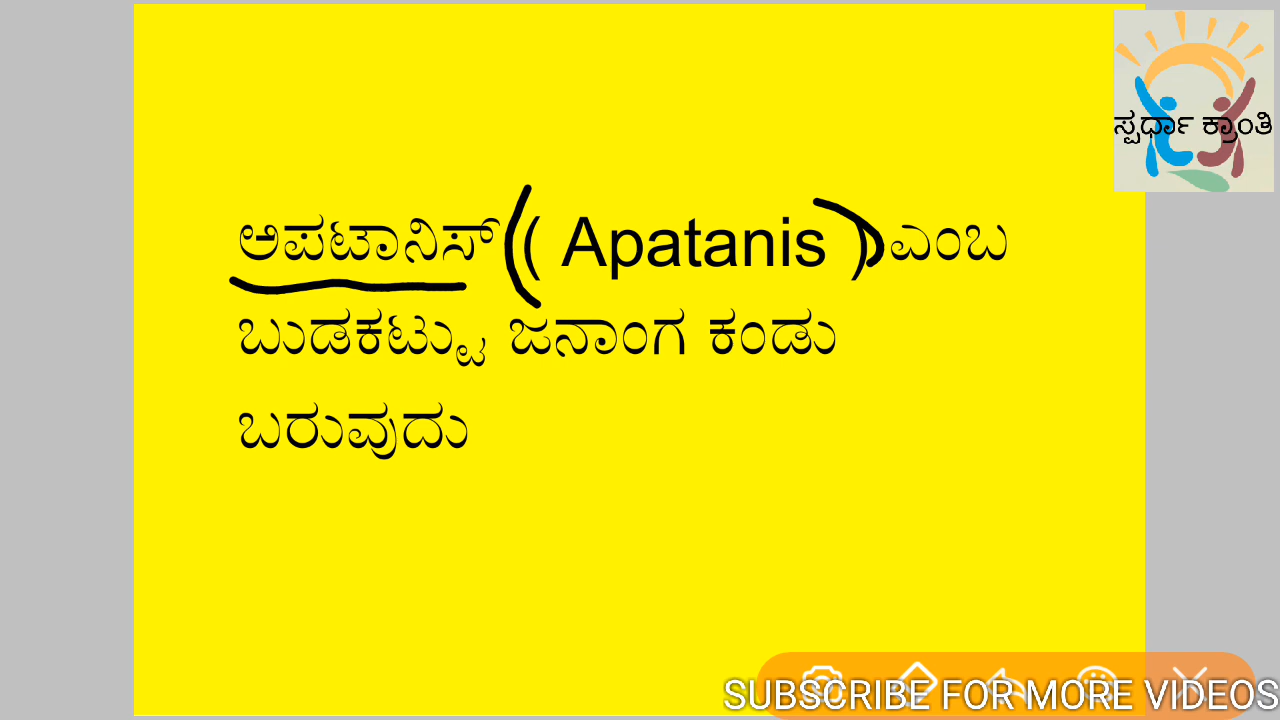 ಸ್ಪರ್ಧಾ ಕ್ರಾಂತಿ
ಅಪಟಾನಿಸ್ ( Apatanis ) ಎಂಬ
ಬುಡಕಟ್ಟು ಜನಾಂಗ ಕಂಡು
ಬರುವುದು
SUBSCRIBE FOR MORE VIDEOS